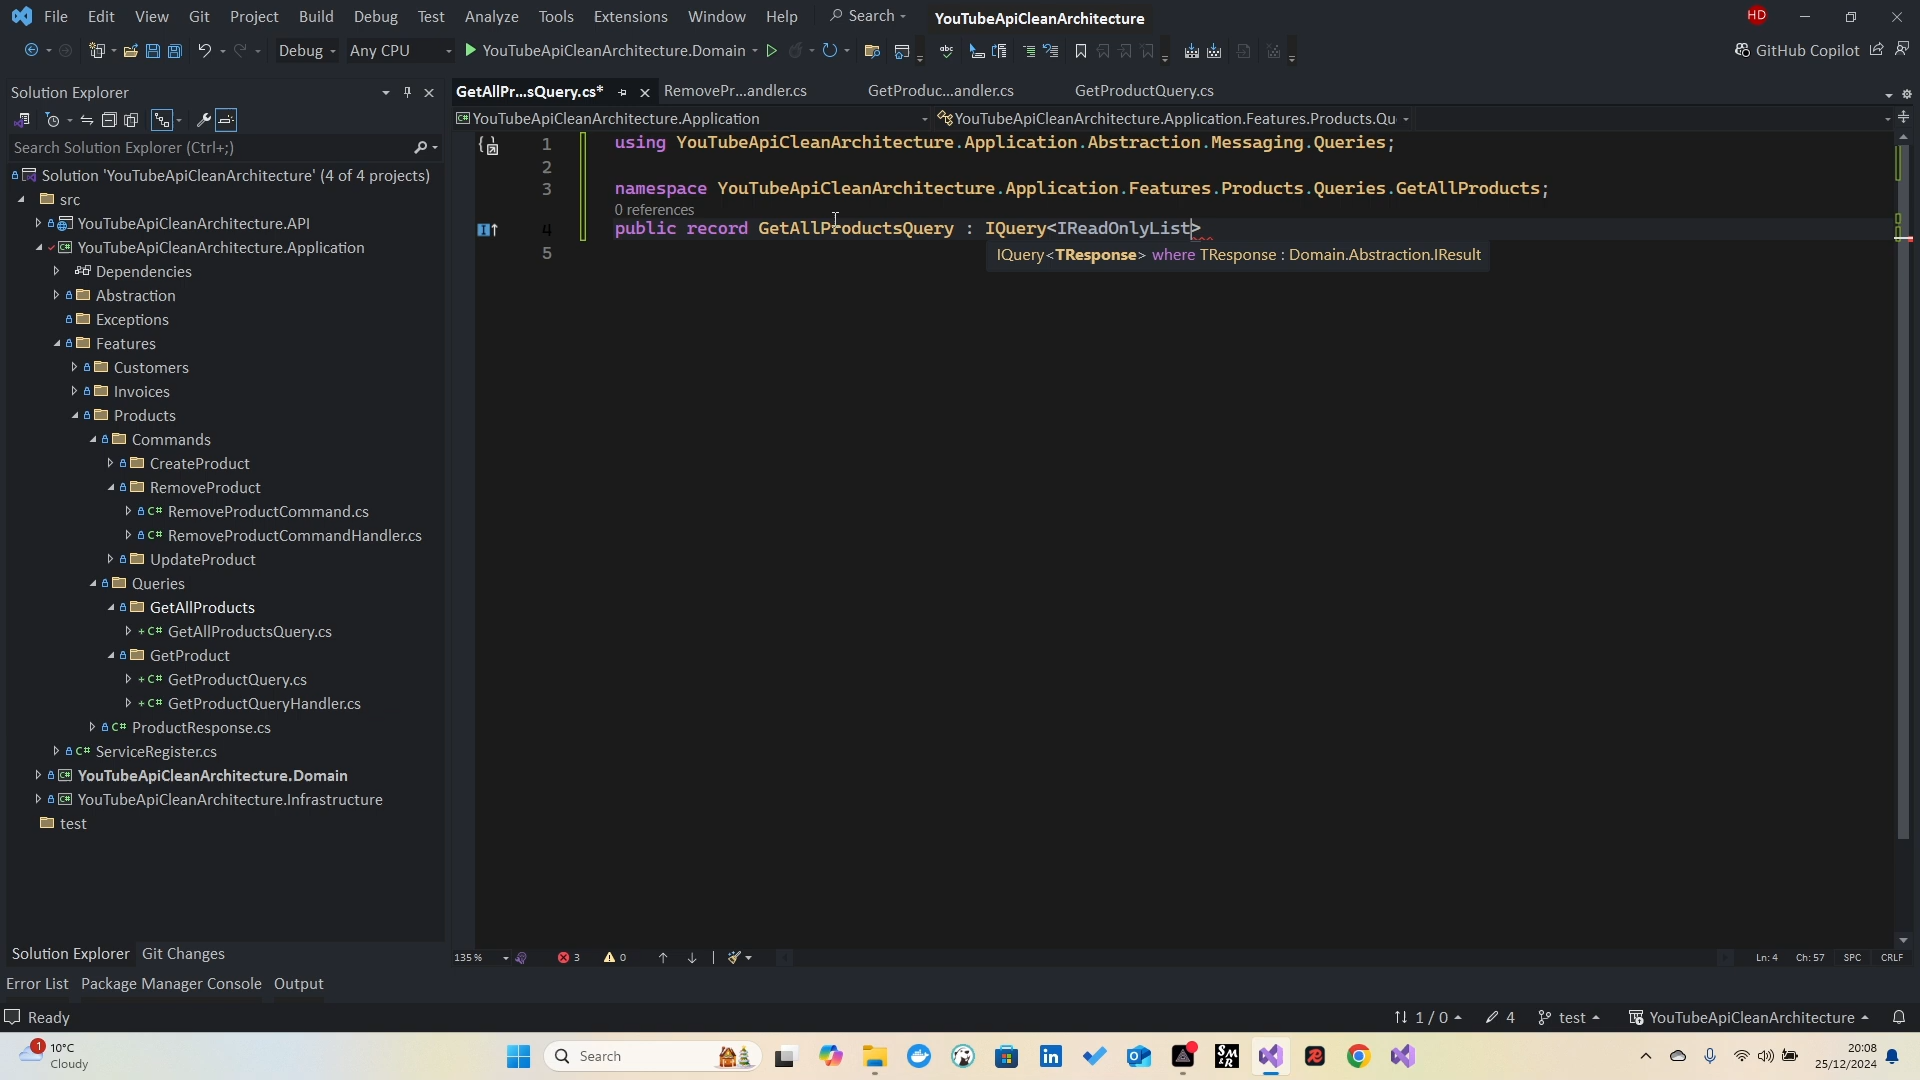 File Edit View Git Project Build Debug Test Analyze Tools Extensions Window Help Search YouTubeApiCleanArchitecture HD
Debug Any CPU YouTubeApiCleanArchitecture.Domain GitHub Copilot
Solution Explorer
GetAllPr...sQuery.cs* RemovePr...andler.cs GetProduc...andler.cs GetProductQuery.cs
YouTubeApiCleanArchitecture.Application YouTubeApiCleanArchitecture.Application.Features.Products.Qu
Search Solution Explorer (Ctrl+;)
Solution 'YouTubeApiCleanArchitecture' (4 of 4 projects)
src
YouTubeApiCleanArchitecture.API
YouTubeApiCleanArchitecture.Application
Dependencies
Abstraction
Exceptions
Features
Customers
Invoices
Products
Commands
CreateProduct
RemoveProduct
RemoveProductCommand.cs
RemoveProductCommandHandler.cs
UpdateProduct
Queries
GetAllProducts
GetAllProductsQuery.cs
GetProduct
GetProductQuery.cs
GetProductQueryHandler.cs
ProductResponse.cs
ServiceRegister.cs
YouTubeApiCleanArchitecture.Domain
YouTubeApiCleanArchitecture.Infrastructure
test
1 using YouTubeApiCleanArchitecture.Application.Abstraction.Messaging.Queries;
2
3 namespace YouTubeApiCleanArchitecture.Application.Features.Products.Queries.GetAllProducts;
0 references
4 public record GetAllProductsQuery : IQuery<IReadOnlyList>
IQuery<TResponse> where TResponse : Domain.Abstraction.IResult
5
135 % 3 0 Ln: 4 Ch: 57 SPC CRLF
Solution Explorer Git Changes
Error List Package Manager Console Output
Ready 1 / 0 4 test YouTubeApiCleanArchitecture
1 10°C
Cloudy
Search
20:08
25/12/2024